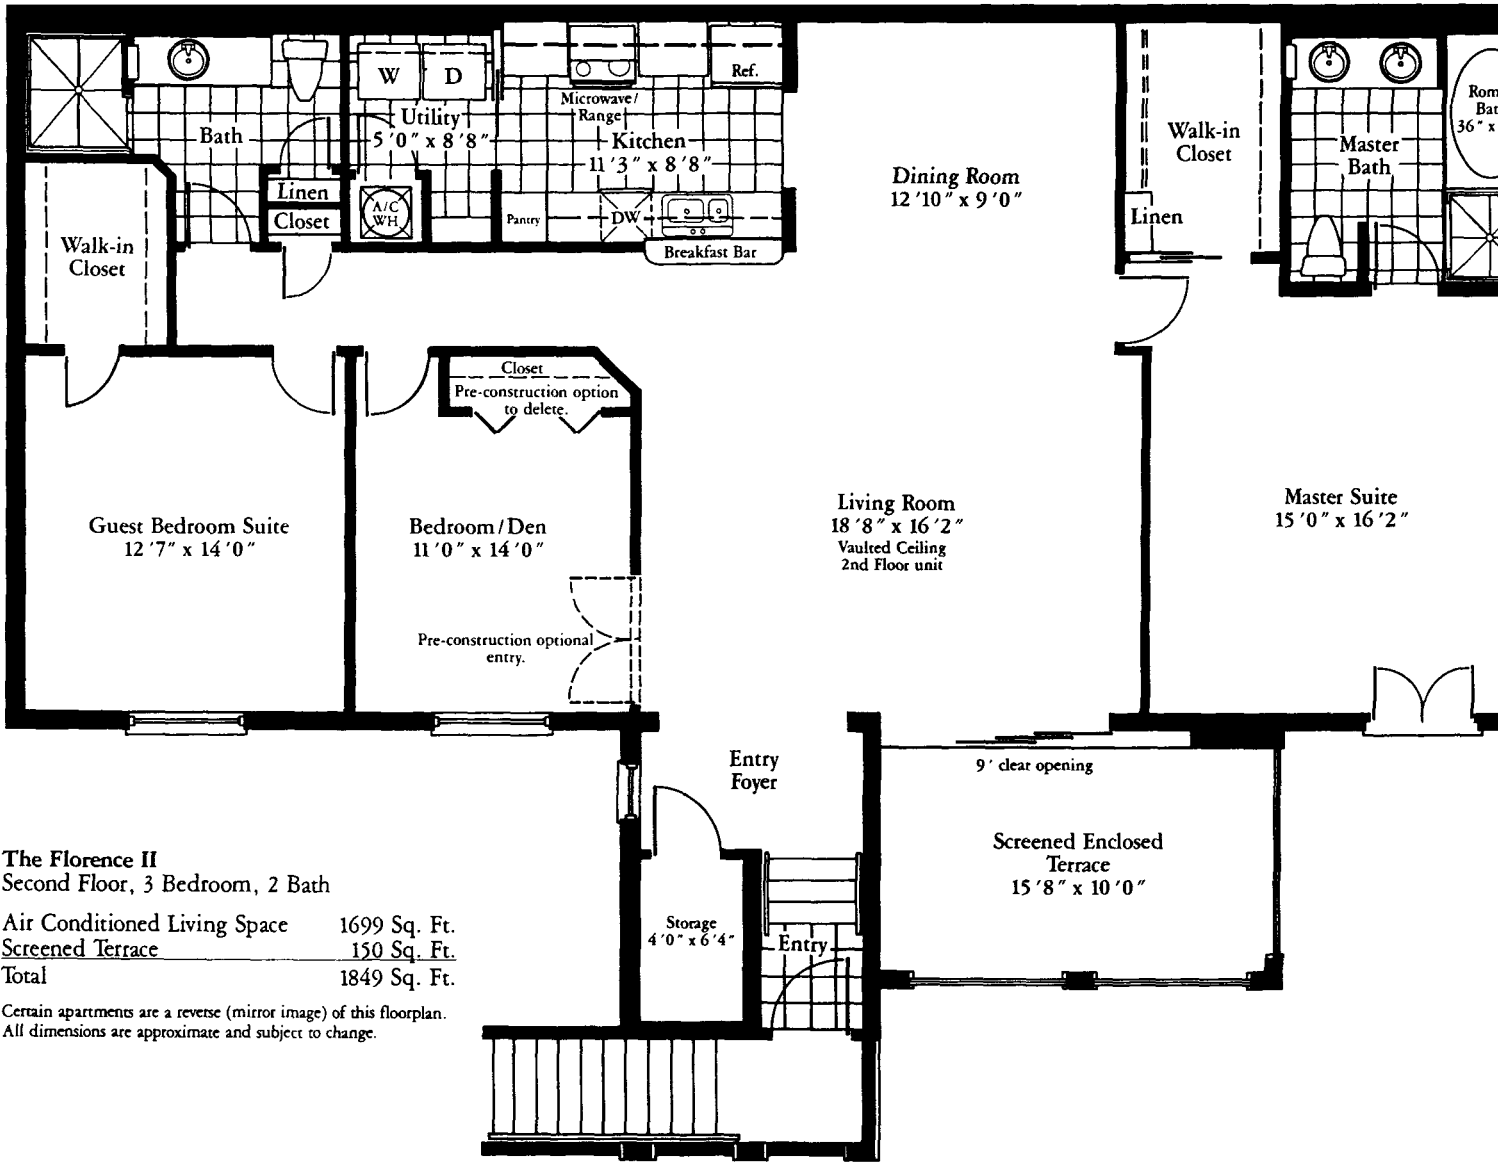 W
D
Ref.
Microwave/
Range
Utility
5'0" x 8'8"
Kitchen
11'3" x 8'8"
Bath
Linen
Closet
A/C
WH
Pantry
DW
Breakfast Bar
Walk-in
Closet
Dining Room
12'10" x 9'0"
Walk-in
Closet
Linen
Master
Bath
36" x
Closet
Pre-construction option
to delete.
Guest Bedroom Suite
12'7" x 14'0"
Bedroom/Den
11'0" x 14'0"
Pre-construction optional
entry.
Living Room
18'8" x 16'2"
Vaulted Ceiling
2nd Floor unit
Master Suite
15'0" x 16'2"
Entry
Foyer
9' clear opening
Screened Enclosed
Terrace
15'8" x 10'0"
Storage
4'0" x 6'4"
Entry
The Florence II
Second Floor, 3 Bedroom, 2 Bath
Air Conditioned Living Space 1699 Sq. Ft.
Screened Terrace 150 Sq. Ft.
Total 1849 Sq. Ft.
Certain apartments are a reverse (mirror image) of this floorplan.
All dimensions are approximate and subject to change.